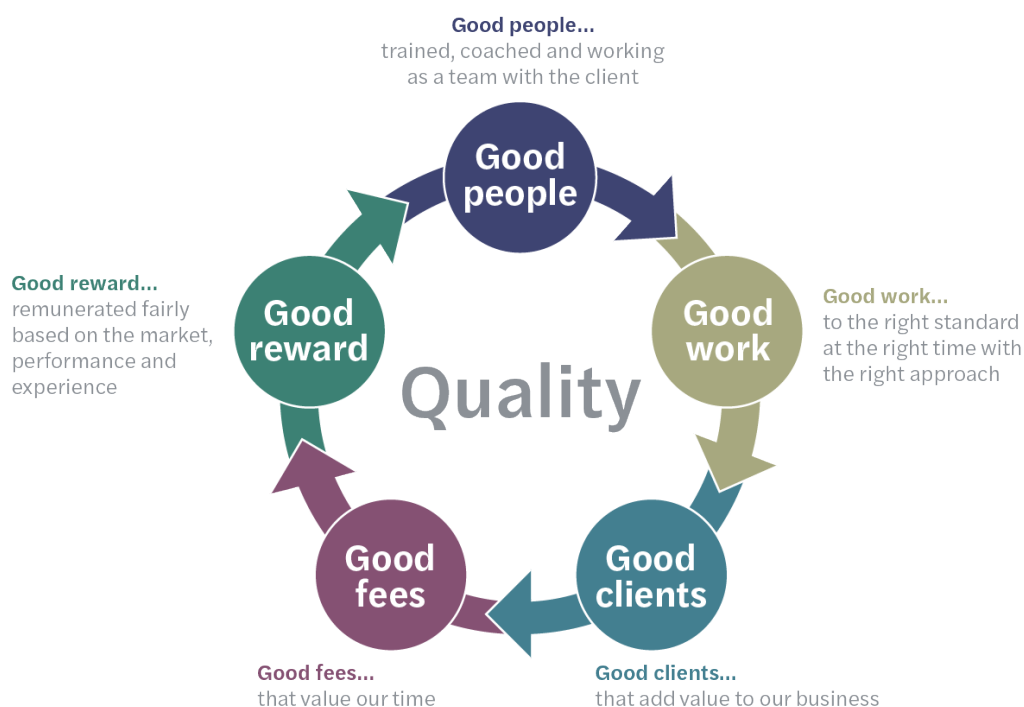 Good people...
trained, coached and working
as a team with the client
Good
people
Good reward...
remunerated fairly
based on the market,
performance and
experience
Good
reward
Quality
Good
work
Good work...
to the right standard
at the right time with
the right approach
Good
fees
Good
clients
Good fees...
that value our time
Good clients...
that add value to our business